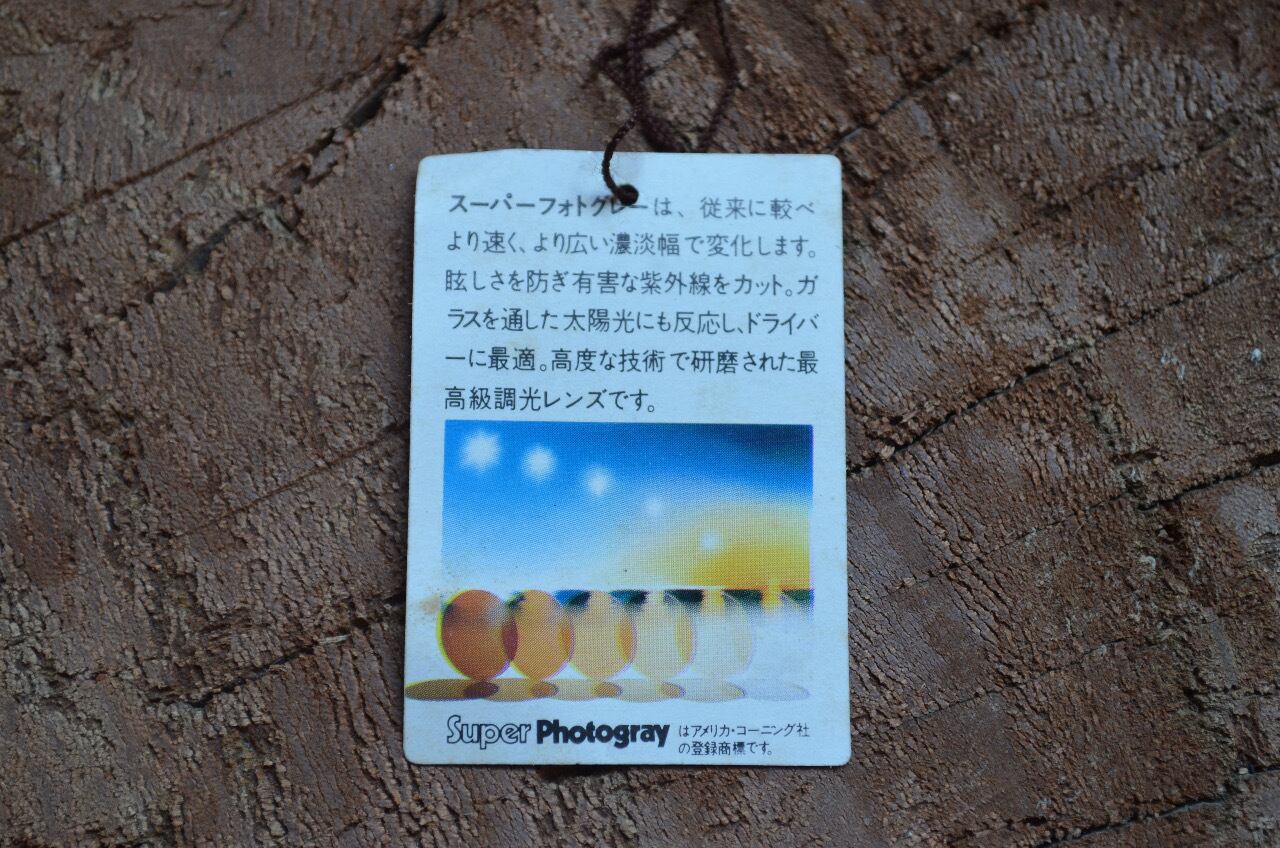 スーパーフォトグレーは、従来に較べ
より速く、より広い濃淡幅で変化します。
眩しさを防ぎ有害な紫外線をカット。ガ
ラスを通した太陽光にも反応し、ドライバ
ーに最適。高度な技術で研磨された最
高級調光レンズです。
Super Photogray はアメリカ・コーニング社
の登録商標です。